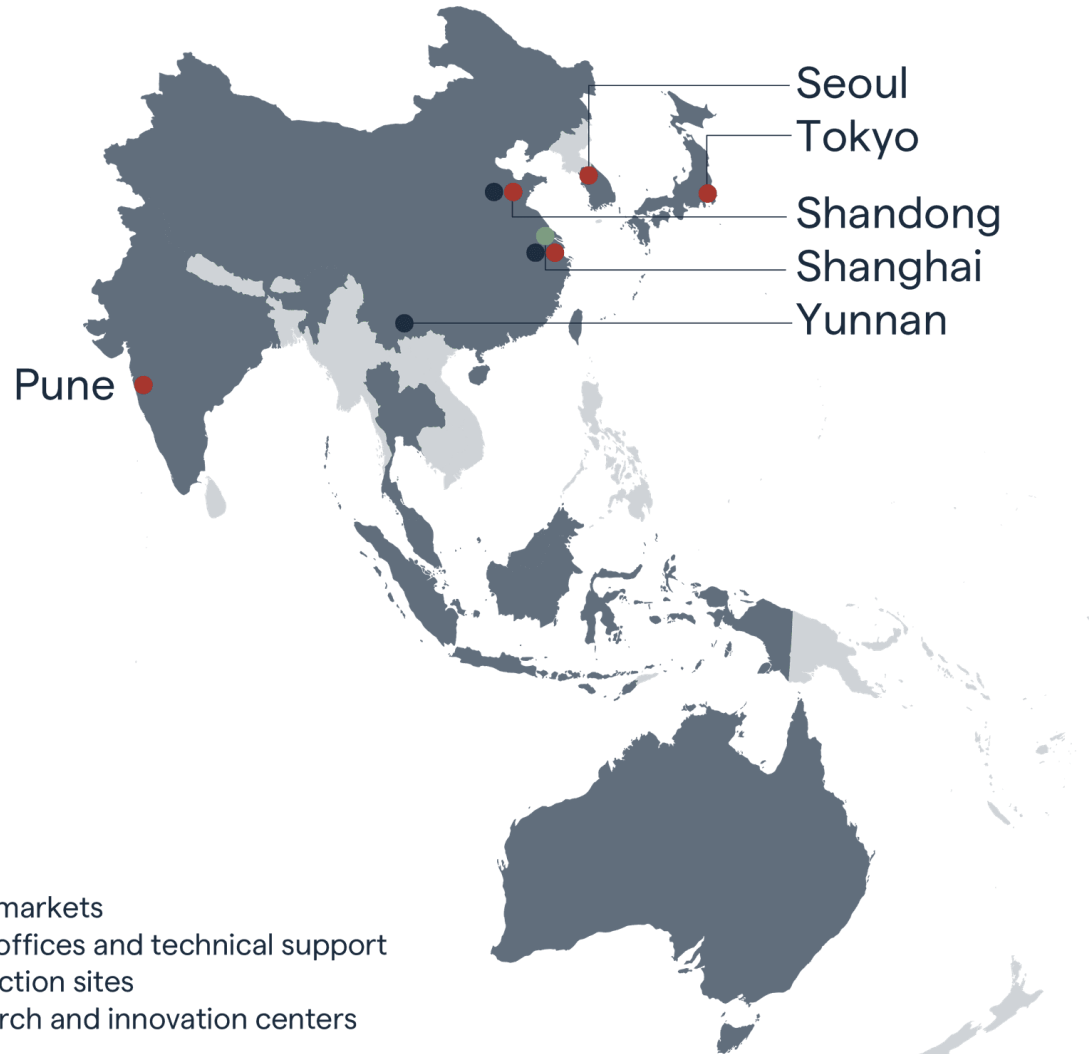 Seoul
Tokyo
Shandong
Shanghai
Yunnan
Pune
markets
offices and technical support
ction sites
rch and innovation centers